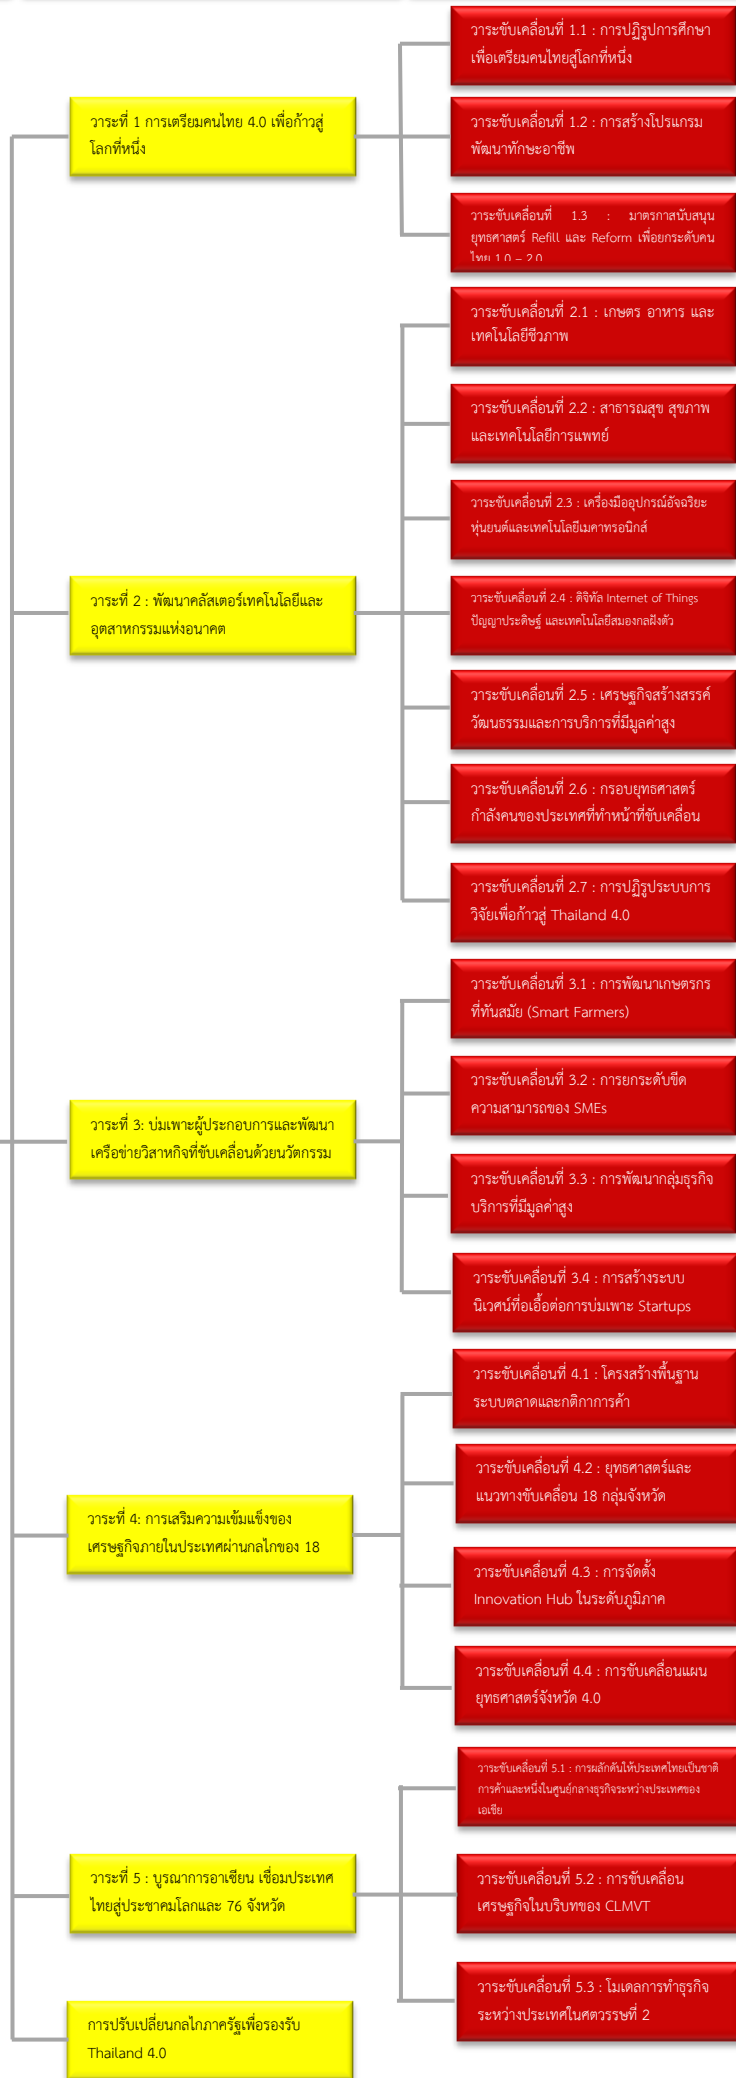 วาระที่ 1 การเตรียมคนไทย 4.0 เพื่อก้าวสู่
โลกที่หนึ่ง
วาระขับเคลื่อนที่ 1.1 : การปฏิรูปการศึกษา
เพื่อเตรียมคนไทยสู่โลกที่หนึ่ง
วาระขับเคลื่อนที่ 1.2 : การสร้างโปรแกรม
พัฒนาทักษะอาชีพ
วาระขับเคลื่อนที่ 1.3 : มาตรกาสนับสนุน
ยุทธศาสตร์ Refill และ Reform เพื่อยกระดับคน
ไทย 1.0 – 2.0
วาระที่ 2 : พัฒนาคลัสเตอร์เทคโนโลยีและ
อุตสาหกรรมแห่งอนาคต
วาระขับเคลื่อนที่ 2.1 : เกษตร อาหาร และ
เทคโนโลยีชีวภาพ
วาระขับเคลื่อนที่ 2.2 : สาธารณสุข สุขภาพ
และเทคโนโลยีการแพทย์
วาระขับเคลื่อนที่ 2.3 : เครื่องมืออุปกรณ์อัจฉริยะ
หุ่นยนต์และเทคโนโลยีเมคาทรอนิกส์
วาระขับเคลื่อนที่ 2.4 : ดิจิทัล Internet of Things
ปัญญาประดิษฐ์ และเทคโนโลยีสมองกลฝังตัว
วาระขับเคลื่อนที่ 2.5 : เศรษฐกิจสร้างสรรค์
วัฒนธรรมและการบริการที่มีมูลค่าสูง
วาระขับเคลื่อนที่ 2.6 : กรอบยุทธศาสตร์
กำลังคนของประเทศที่ทำหน้าที่ขับเคลื่อน
วาระขับเคลื่อนที่ 2.7 : การปฏิรูประบบการ
วิจัยเพื่อก้าวสู่ Thailand 4.0
วาระที่ 3: บ่มเพาะผู้ประกอบการและพัฒนา
เครือข่ายวิสาหกิจที่ขับเคลื่อนด้วยนวัตกรรม
วาระขับเคลื่อนที่ 3.1 : การพัฒนาเกษตรกร
ที่ทันสมัย (Smart Farmers)
วาระขับเคลื่อนที่ 3.2 : การยกระดับขีด
ความสามารถของ SMEs
วาระขับเคลื่อนที่ 3.3 : การพัฒนากลุ่มธุรกิจ
บริการที่มีมูลค่าสูง
วาระขับเคลื่อนที่ 3.4 : การสร้างระบบ
นิเวศน์ที่อเอื้อต่อการบ่มเพาะ Startups
วาระที่ 4: การเสริมความเข้มแข็งของ
เศรษฐกิจภายในประเทศผ่านกลไกของ 18
วาระขับเคลื่อนที่ 4.1 : โครงสร้างพื้นฐาน
ระบบตลาดและกติกาการค้า
วาระขับเคลื่อนที่ 4.2 : ยุทธศาสตร์และ
แนวทางขับเคลื่อน 18 กลุ่มจังหวัด
วาระขับเคลื่อนที่ 4.3 : การจัดตั้ง
Innovation Hub ในระดับภูมิภาค
วาระขับเคลื่อนที่ 4.4 : การขับเคลื่อนแผน
ยุทธศาสตร์จังหวัด 4.0
วาระที่ 5 : บูรณาการอาเซียน เชื่อมประเทศ
ไทยสู่ประชาคมโลกและ 76 จังหวัด
วาระขับเคลื่อนที่ 5.1 : การผลักดันให้ประเทศไทยเป็นชาติ
การค้าและหนึ่งในศูนย์กลางธุรกิจระหว่างประเทศของ
เอเชีย
วาระขับเคลื่อนที่ 5.2 : การขับเคลื่อน
เศรษฐกิจในบริบทของ CLMVT
วาระขับเคลื่อนที่ 5.3 : โมเดลการทำธุรกิจ
ระหว่างประเทศในศตวรรษที่ 2
การปรับเปลี่ยนกลไกภาครัฐเพื่อรองรับ
Thailand 4.0